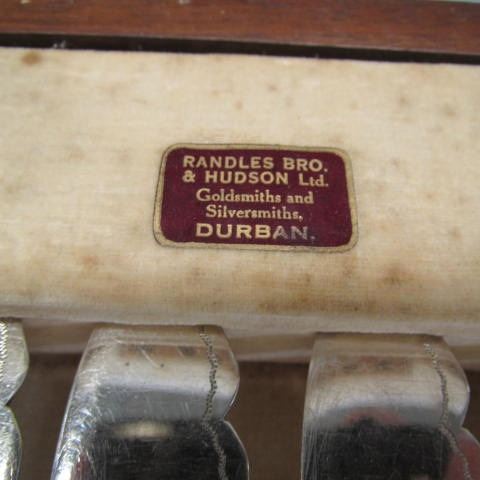 RANDLES BRO.
& HUDSON Ltd.
Goldsmiths and
Silversmiths,
DURBAN.